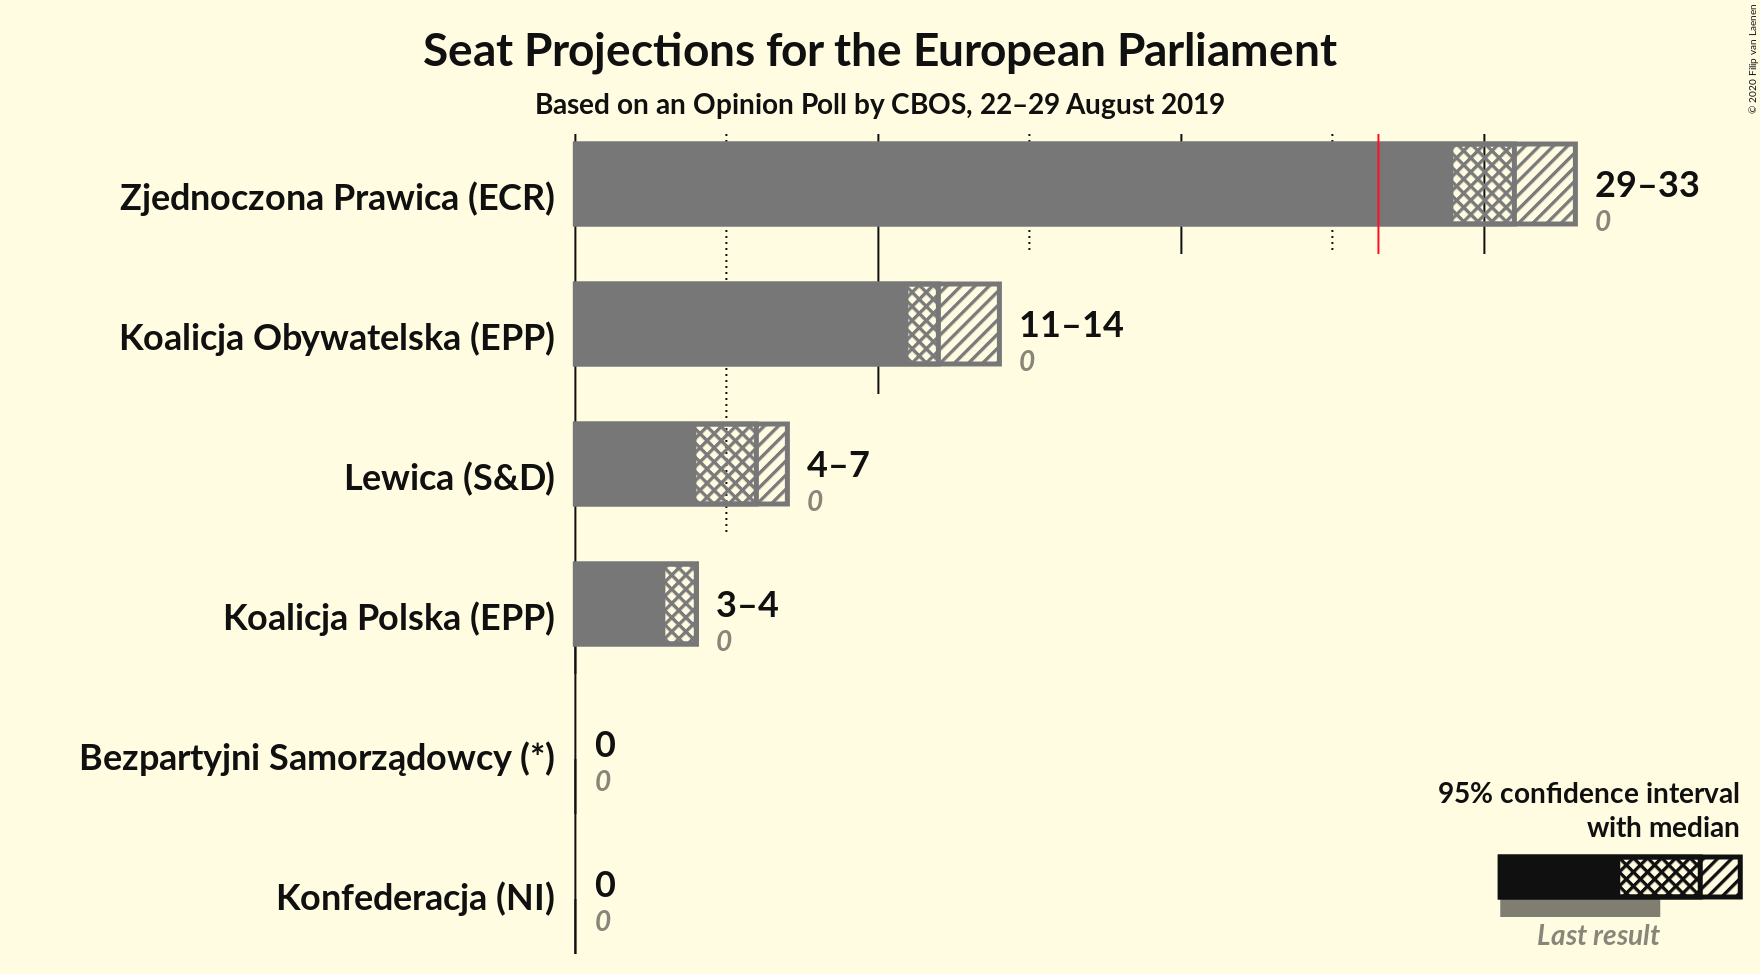 Seat Projections for the European Parliament
Based on an Opinion Poll by CBOS, 22–29 August 2019
© 2020 Filip van Laenen
Zjednoczona Prawica (ECR)
29–33
0
Koalicja Obywatelska (EPP)
11–14
0
Lewica (S&D)
4–7
0
Koalicja Polska (EPP)
3–4
0
Bezpartyjni Samorządowcy (*)
0
0
Konfederacja (NI)
0
0
95% confidence interval
with median
Last result